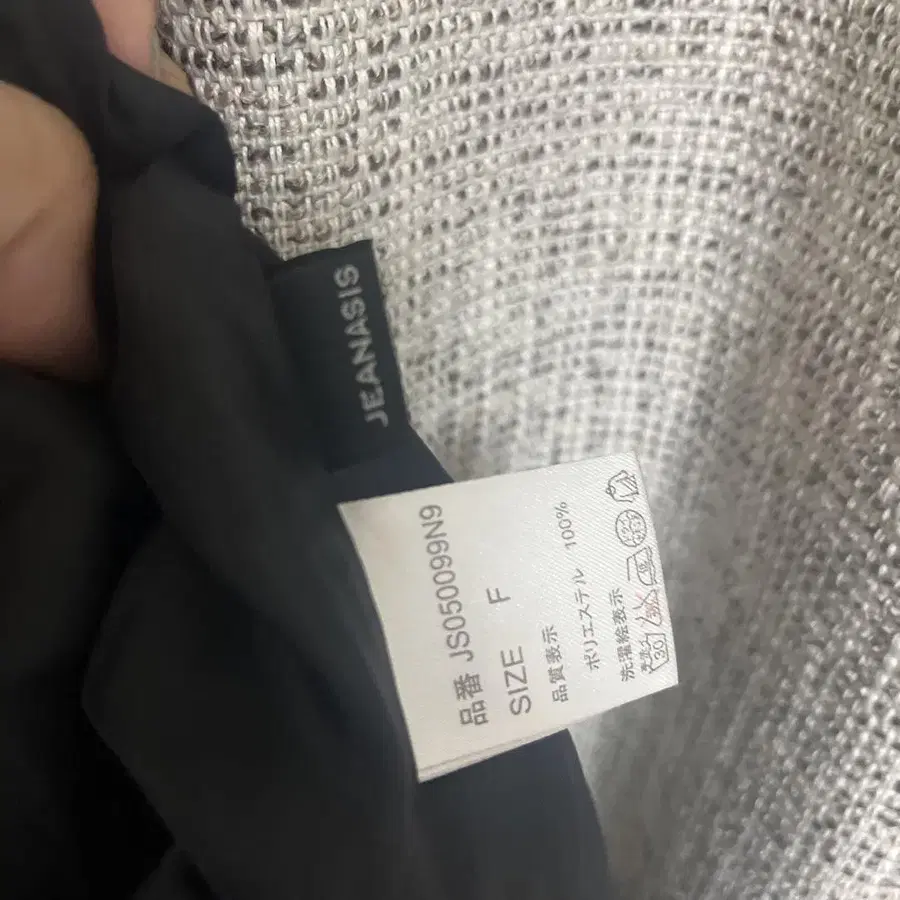 JEANASIS
品番 JS050099N9
SIZE F
品質表示
ポリエステル 100%
洗濯絵表示
30